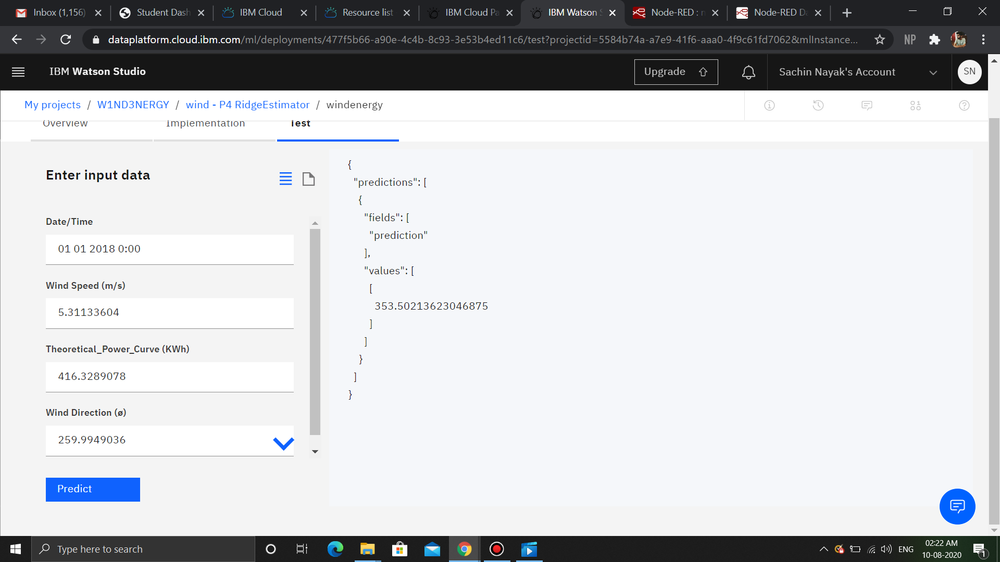 Inbox (1,156)
Student Dash
IBM Cloud
Resource list
IBM Cloud Pa
IBM Watson S
Node-RED : n
Node-RED Da
dataplatform.cloud.ibm.com/ml/deployments/477f5b66-a90e-4c4b-8c93-3e53b4ed11c6/test?projectid=5584b74a-a7e9-41f6-aaa0-4f9c61fd7062&mlInstance...
NP
IBM Watson Studio
Upgrade
Sachin Nayak's Account
SN
My projects / W1ND3NERGY / wind - P4 RidgeEstimator / windenergy
Overview
Implementation
Test
Enter input data
Date/Time
01 01 2018 0:00
Wind Speed (m/s)
5.31133604
Theoretical_Power_Curve (KWh)
416.3289078
Wind Direction (ø)
259.9949036
Predict
{
"predictions": [
{
"fields": [
"prediction"
],
"values": [
[
353.50213623046875
]
]
}
]
}
Type here to search
ENG
02:22 AM
10-08-2020
1